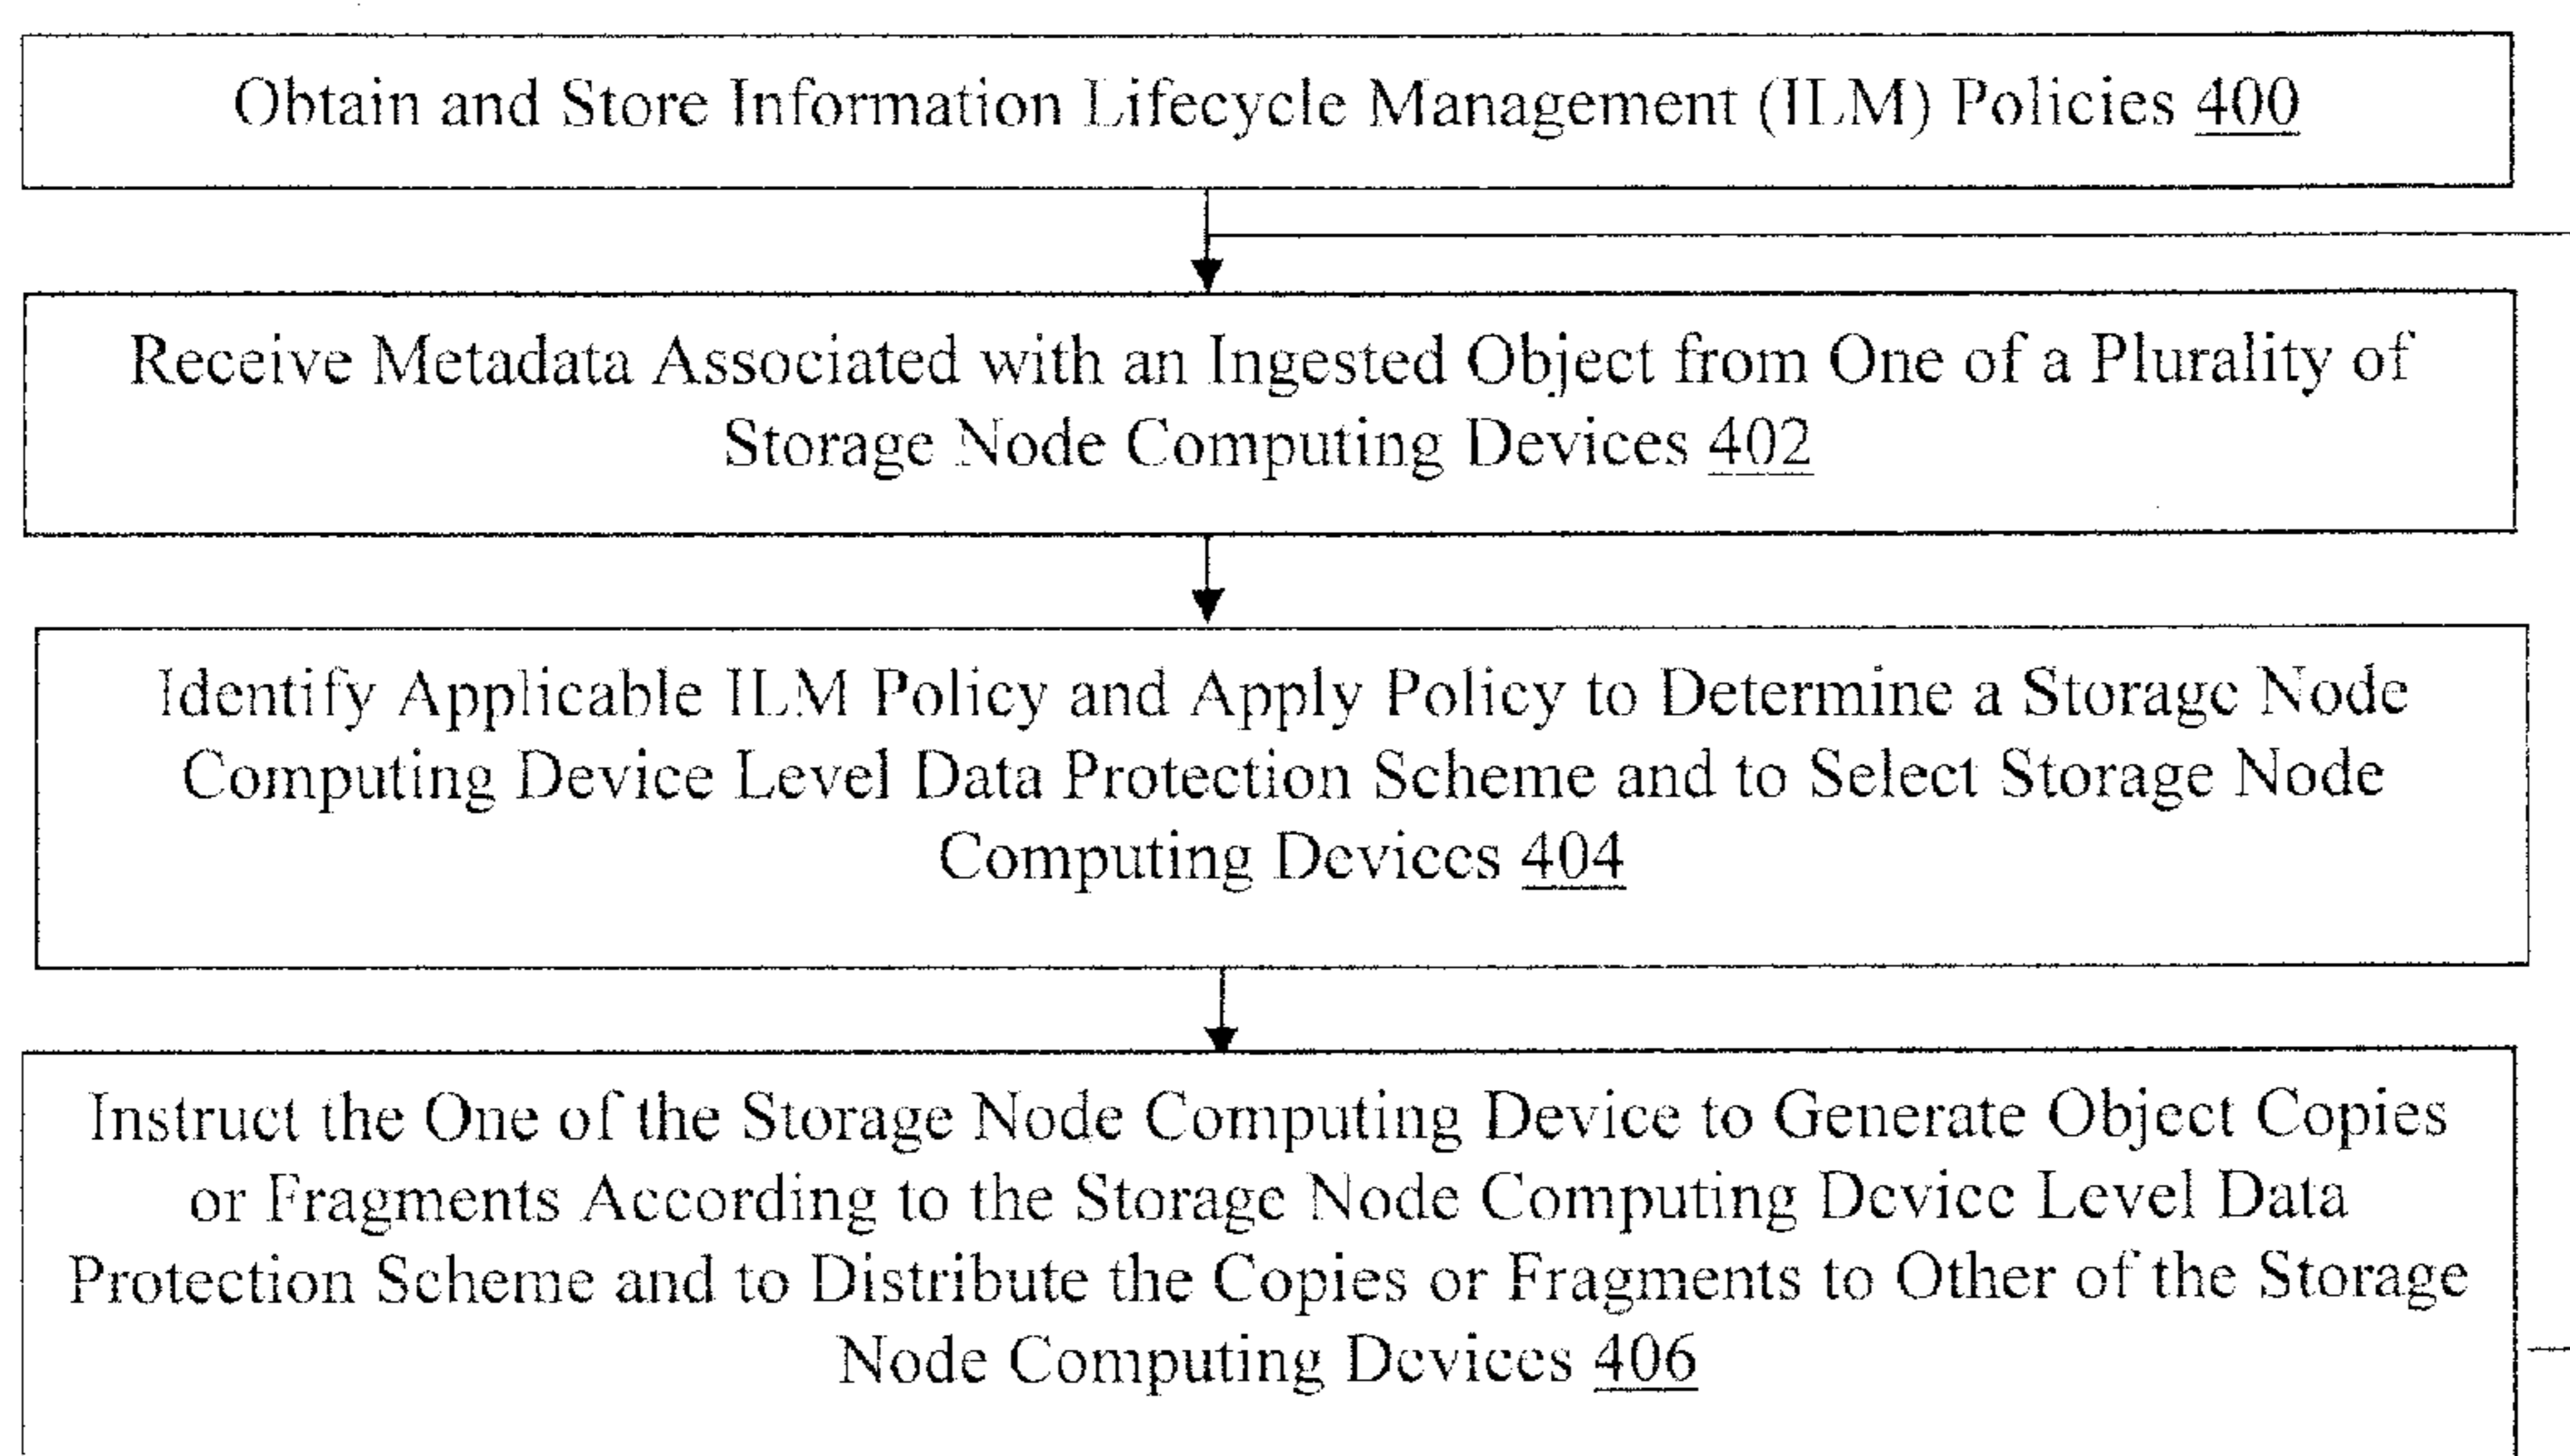 Obtain and Store Information Lifecycle Management (ILM) Policies 400
Receive Metadata Associated with an Ingested Object from One of a Plurality of
Storage Node Computing Devices 402
Identify Applicable ILM Policy and Apply Policy to Determine a Storage Node
Computing Device Level Data Protection Scheme and to Select Storage Node
Computing Devices 404
Instruct the One of the Storage Node Computing Device to Generate Object Copies
or Fragments According to the Storage Node Computing Device Level Data
Protection Scheme and to Distribute the Copies or Fragments to Other of the Storage
Node Computing Devices 406